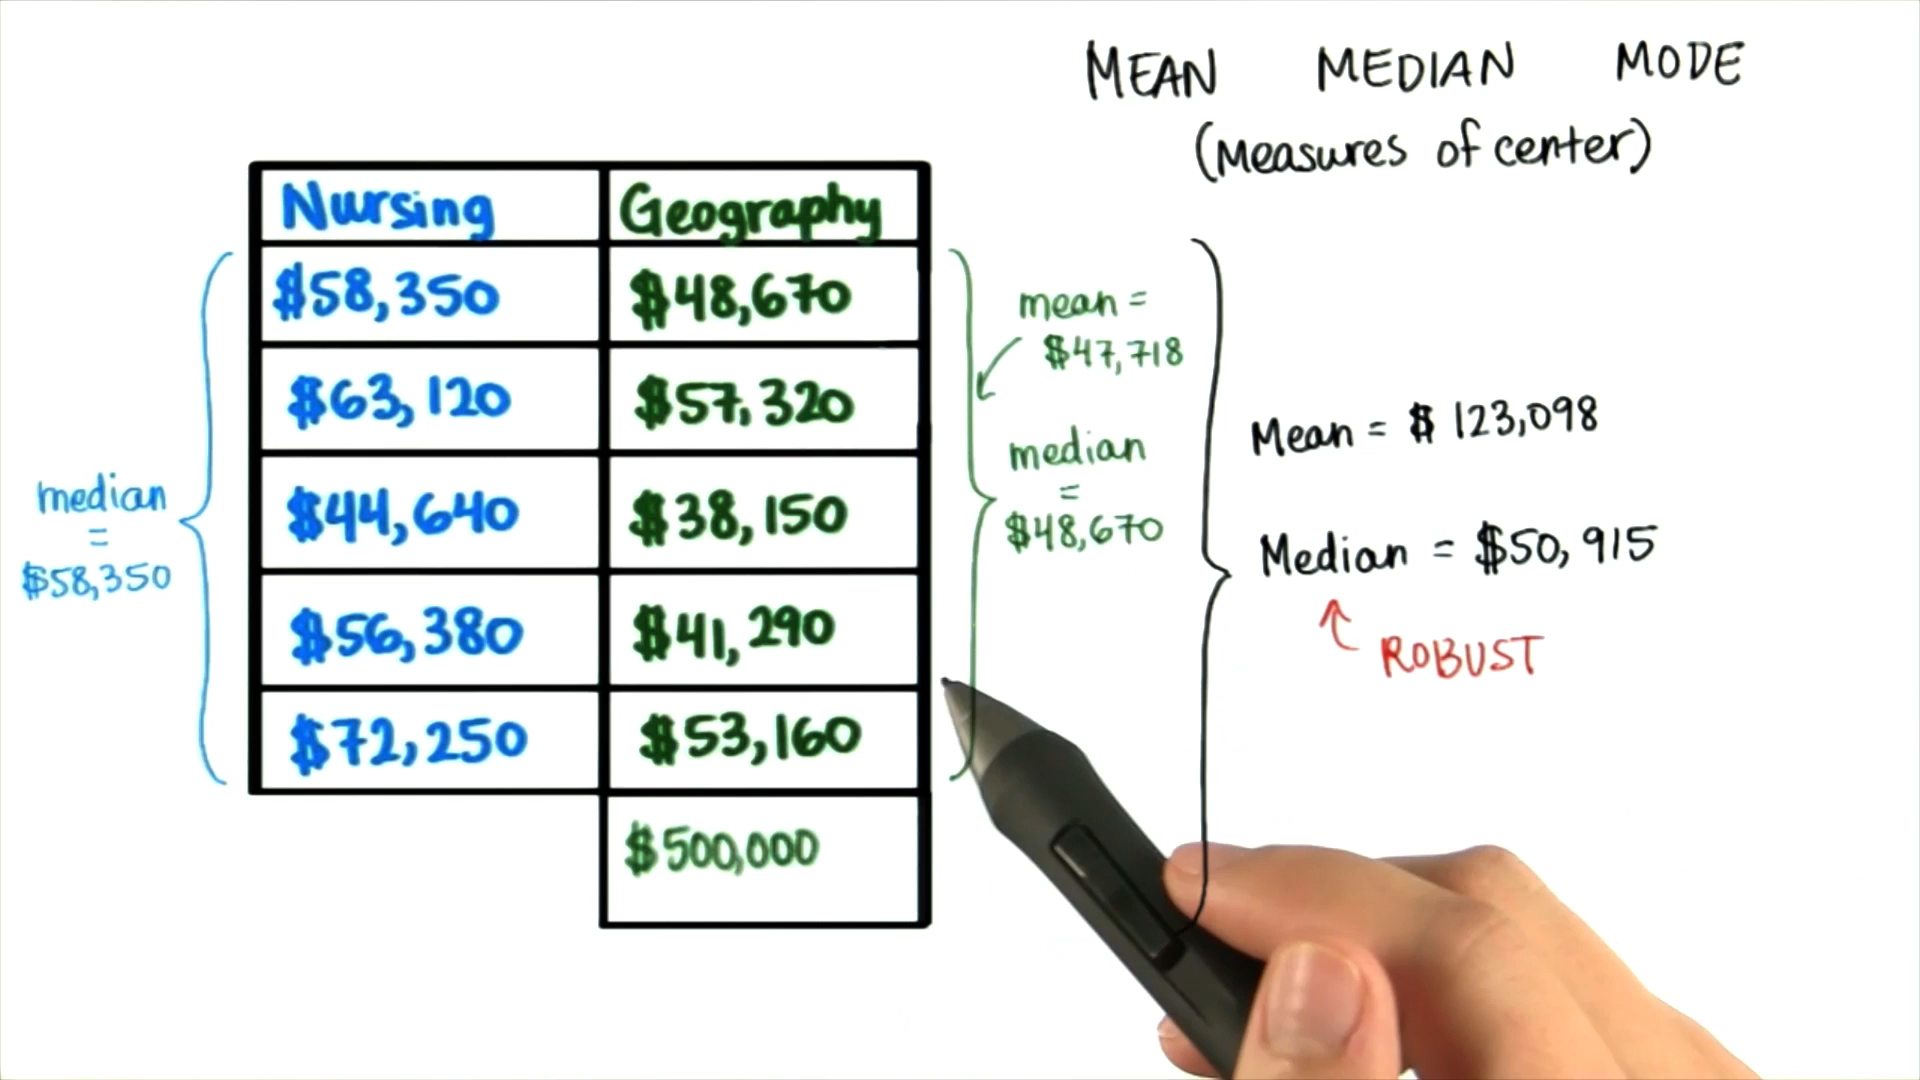 MEAN MEDIAN MODE
(Measures of center)
Nursing Geography
$58,350 $48,670
$63,120 $57,320
$44,640 $38,150
$56,380 $41,290
$72,250 $53,160
$500,000
median
=
$58,350
mean =
$47,718
median
=
$48,670
Mean = $ 123,098
Median = $50,915
ROBUST